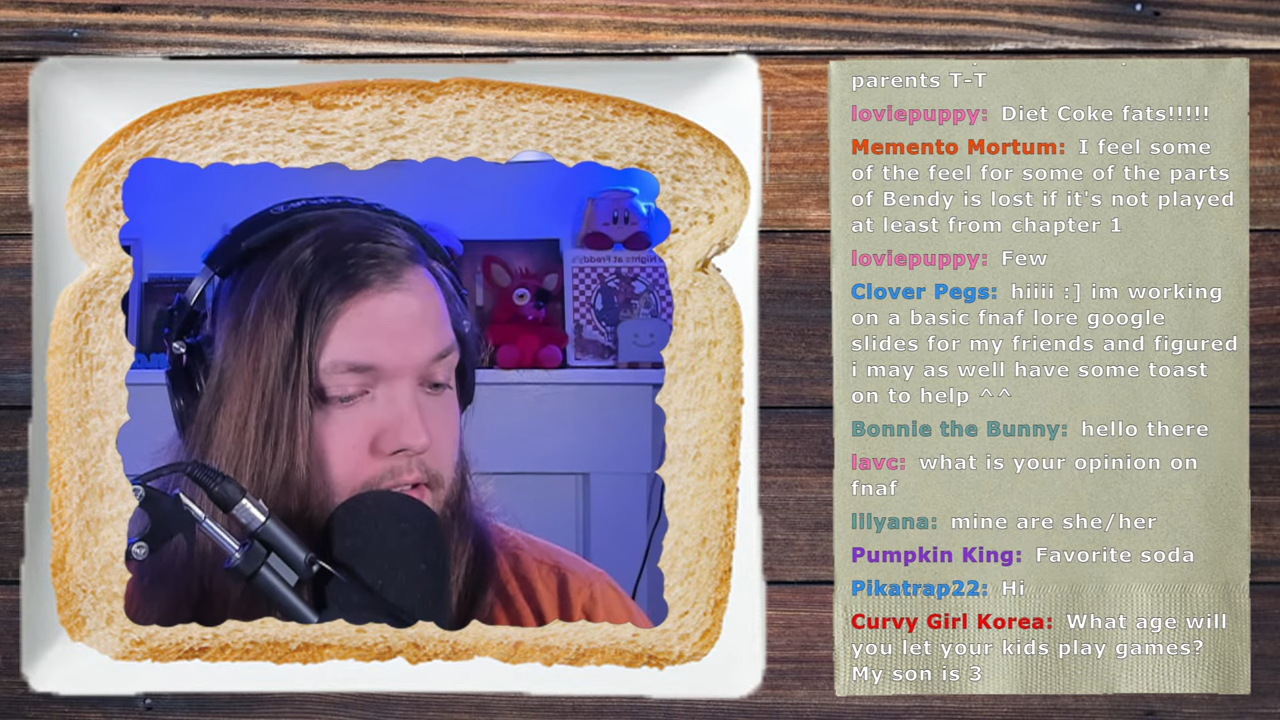 parents T-T
loviepuppy: Diet Coke fats!!!!!
Memento Mortum: I feel some
of the feel for some of the parts
of Bendy is lost if it's not played
at least from chapter 1
loviepuppy: Few
Clover Pegs: hiiii :] im working
on a basic fnaf lore google
slides for my friends and figured
i may as well have some toast
on to help ^^
Bonnie the Bunny: hello there
lavc: what is your opinion on
fnaf
lilyana: mine are she/her
Pumpkin King: Favorite soda
Pikatrap22: Hi
Curvy Girl Korea: What age will
you let your kids play games?
My son is 3